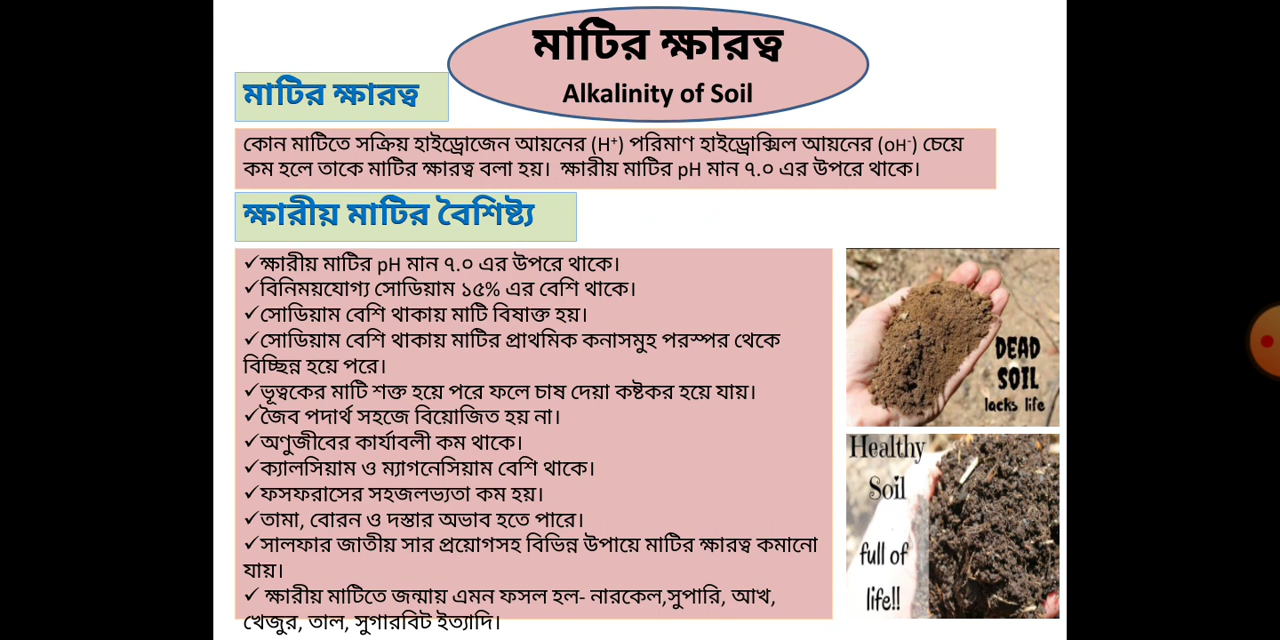 মাটির ক্ষারত্ব
Alkalinity of Soil
মাটির ক্ষারত্ব
কোন মাটিতে সক্রিয় হাইড্রোজেন আয়নের (H⁺) পরিমাণ হাইড্রোক্সিল আয়নের (oH⁻) চেয়ে
কম হলে তাকে মাটির ক্ষারত্ব বলা হয়। ক্ষারীয় মাটির pH মান ৭.০ এর উপরে থাকে।
ক্ষারীয় মাটির বৈশিষ্ট্য
✓ক্ষারীয় মাটির pH মান ৭.০ এর উপরে থাকে।
✓বিনিময়যোগ্য সোডিয়াম ১৫% এর বেশি থাকে।
✓সোডিয়াম বেশি থাকায় মাটি বিষাক্ত হয়।
✓সোডিয়াম বেশি থাকায় মাটির প্রাথমিক কনাসমুহ পরস্পর থেকে
বিচ্ছিন্ন হয়ে পরে।
✓ভূত্বকের মাটি শক্ত হয়ে পরে ফলে চাষ দেয়া কষ্টকর হয়ে যায়।
✓জৈব পদার্থ সহজে বিয়োজিত হয় না।
✓অণুজীবের কার্যাবলী কম থাকে।
✓ক্যালসিয়াম ও ম্যাগনেসিয়াম বেশি থাকে।
✓ফসফরাসের সহজলভ্যতা কম হয়।
✓তামা, বোরন ও দস্তার অভাব হতে পারে।
✓সালফার জাতীয় সার প্রয়োগসহ বিভিন্ন উপায়ে মাটির ক্ষারত্ব কমানো
যায়।
✓ ক্ষারীয় মাটিতে জন্মায় এমন ফসল হল- নারকেল,সুপারি, আখ,
খেজুর, তাল, সুগারবিট ইত্যাদি।
DEAD
SOIL
lacks life
Healthy
Soil
full of
life!!